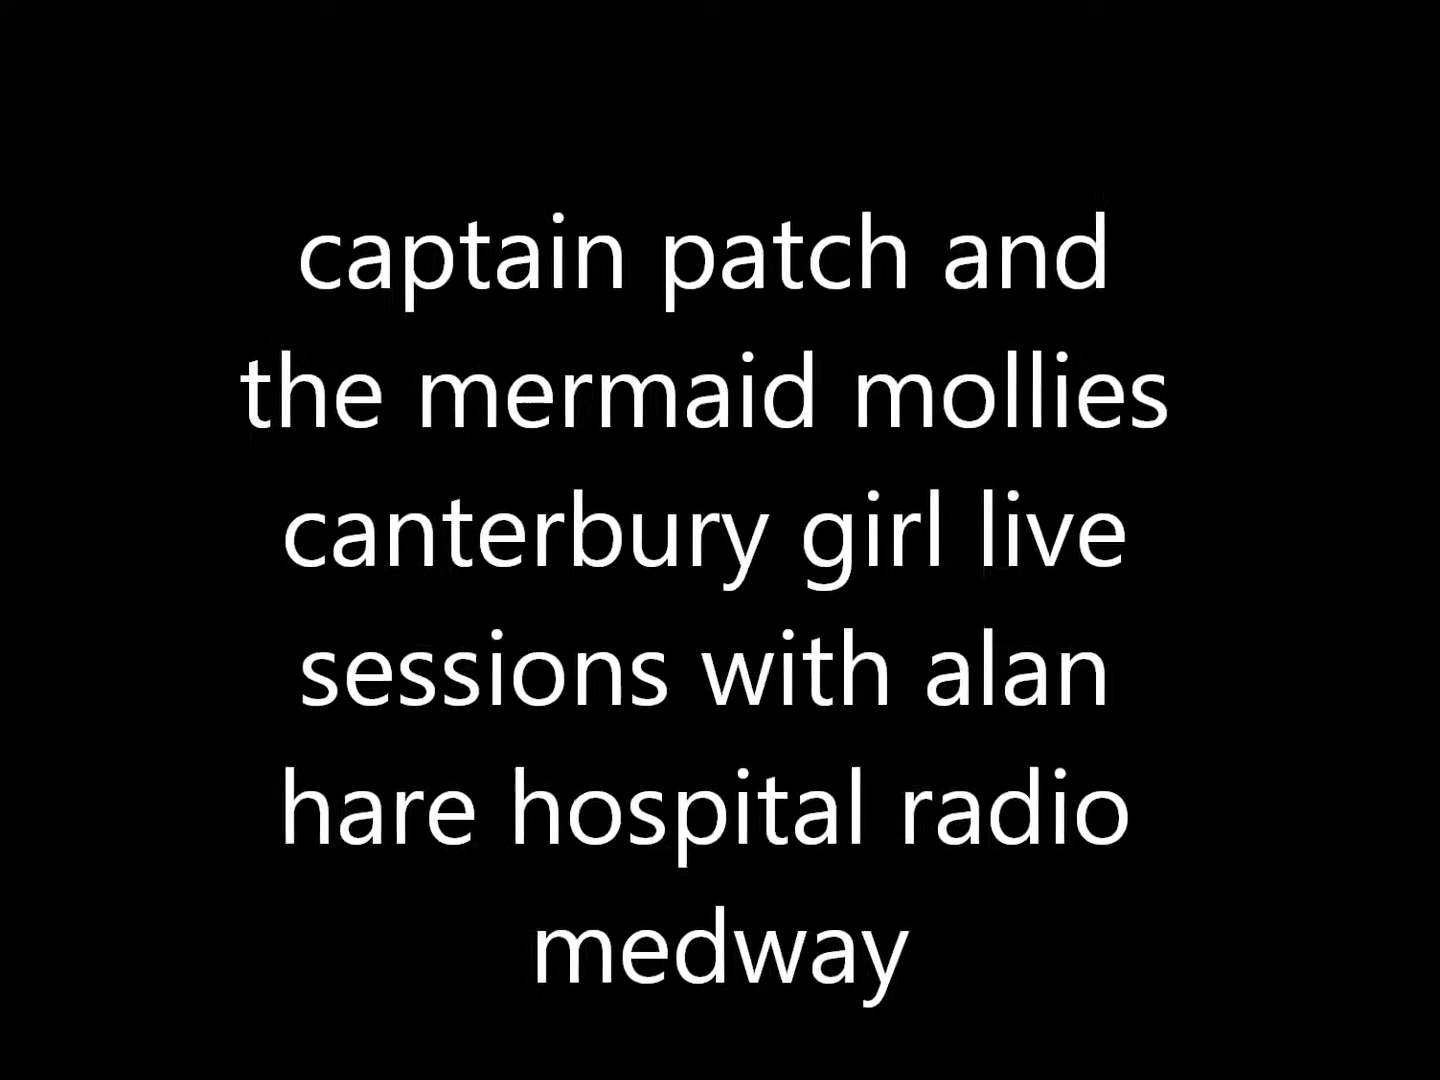 captain patch and
the mermaid mollies
canterbury girl live
sessions with alan
hare hospital radio
medway